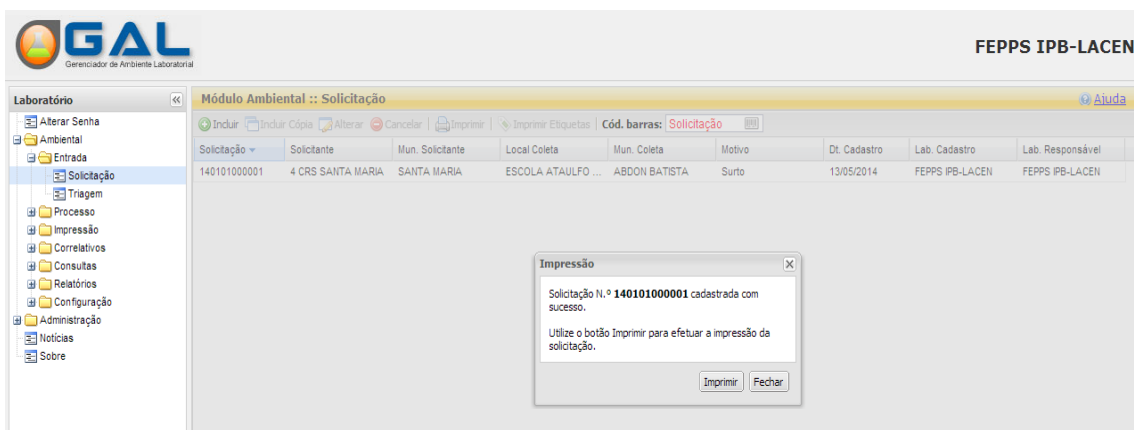 GAL
Gerenciador de Ambiente Laboratorial
FEPPS IPB-LACEN
Laboratório
Alterar Senha
Ambiental
Entrada
Solicitação
Triagem
Processo
Impressão
Correlativos
Consultas
Relatórios
Configuração
Administração
Notícias
Sobre
Módulo Ambiental :: Solicitação
Ajuda
Incluir Incluir Cópia Alterar Cancelar Imprimir Imprimir Etiquetas Cód. barras: Solicitação
Solicitação Solicitante Mun. Solicitante Local Coleta Mun. Coleta Motivo Dt. Cadastro Lab. Cadastro Lab. Responsável
140101000001 4 CRS SANTA MARIA SANTA MARIA ESCOLA ATAULFO ... ABDON BATISTA Surto 13/05/2014 FEPPS IPB-LACEN FEPPS IPB-LACEN
Impressão
Solicitação N.º 140101000001 cadastrada com
sucesso.
Utilize o botão Imprimir para efetuar a impressão da
solicitação.
Imprimir Fechar